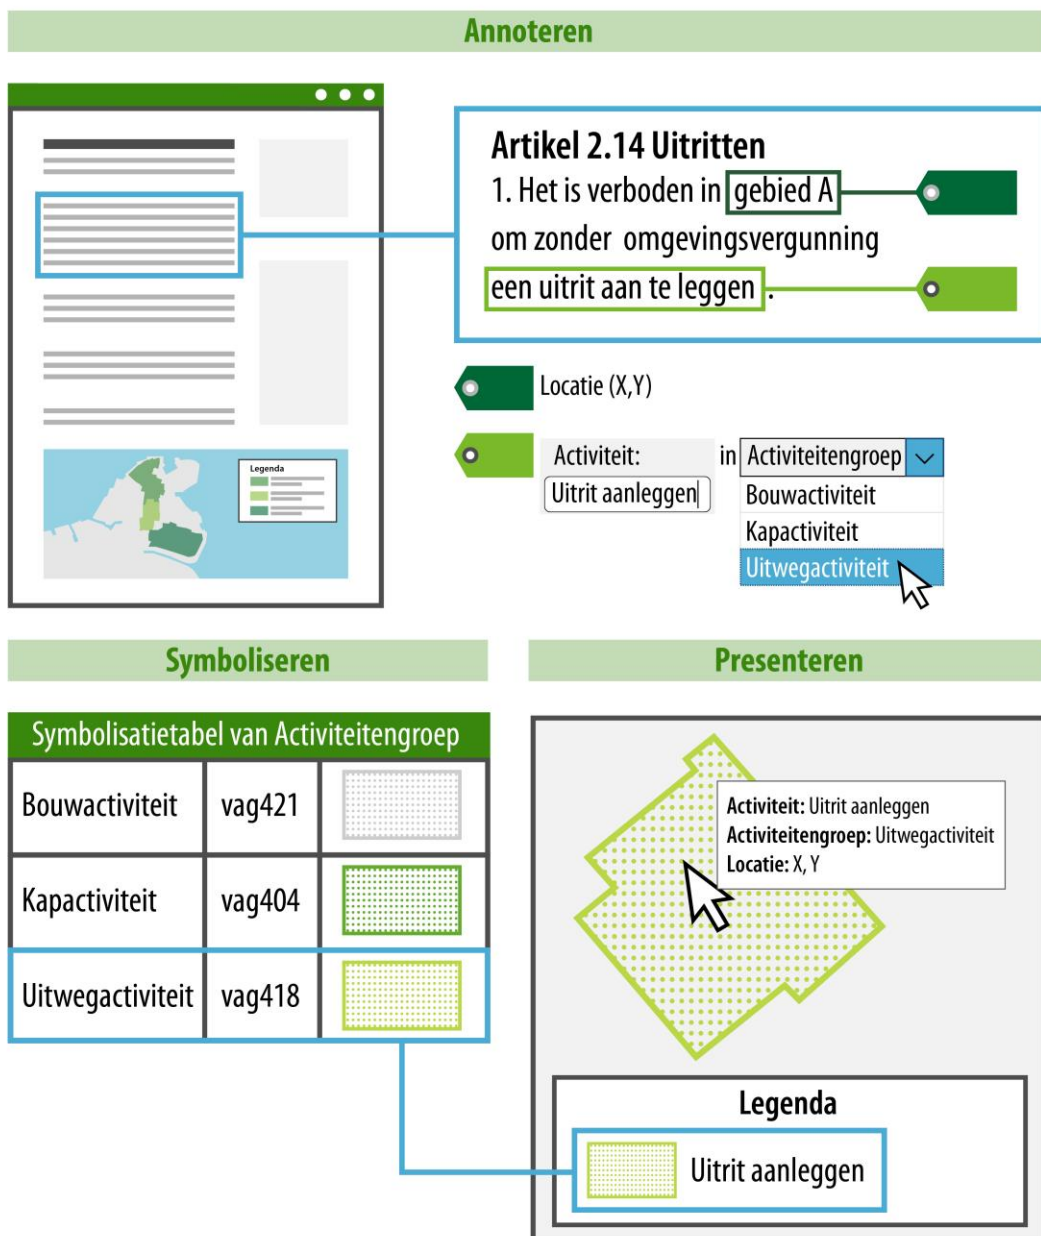 Annoteren
Legenda
Artikel 2.14 Uitritten
1. Het is verboden in gebied A
om zonder omgevingsvergunning
een uitrit aan te leggen .
Locatie (X,Y)
Activiteit: in Activiteitengroep
Uitrit aanleggen
Bouwactiviteit
Kapactiviteit
Uitwegactiviteit
Symboliseren
Symbolisatietabel van Activiteitengroep
Bouwactiviteit vag421
Kapactiviteit vag404
Uitwegactiviteit vag418
Presenteren
Activiteit: Uitrit aanleggen
Activiteitengroep: Uitwegactiviteit
Locatie: X, Y
Legenda
Uitrit aanleggen